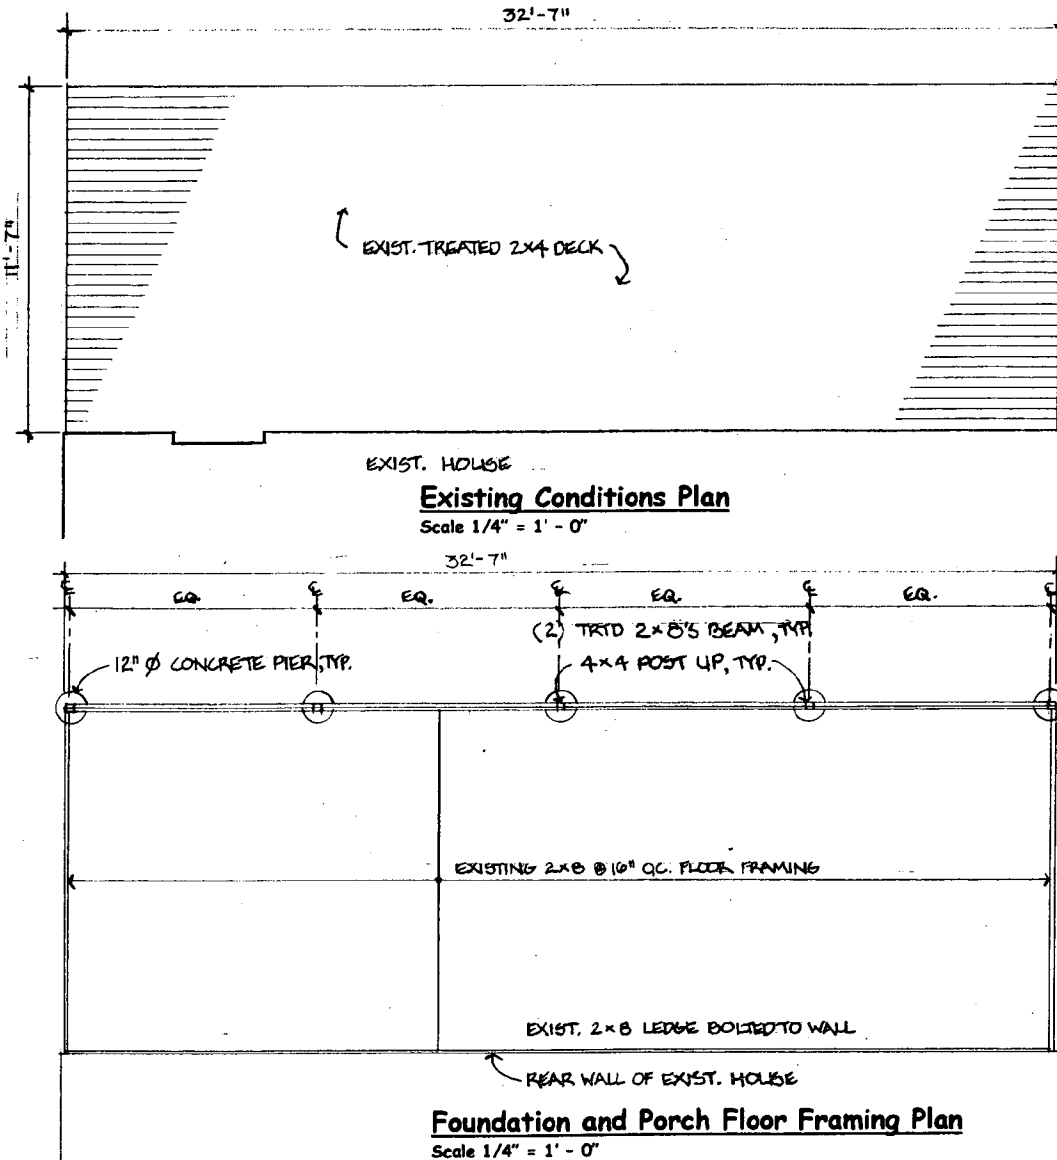 32'-7"
11'-7"
EXIST. TREATED 2x4 DECK
EXIST. HOUSE
Existing Conditions Plan
Scale 1/4" = 1' - 0"
32'-7"
℄ ℄ ℄ ℄ ℄
EQ. EQ. EQ. EQ.
(2) TRTD 2x8'S BEAM, TYP.
12" Ø CONCRETE PIER, TYP.
4x4 POST UP, TYP.
EXISTING 2x8 @ 16" O.C. FLOOR FRAMING
EXIST. 2x8 LEDGE BOLTED TO WALL
REAR WALL OF EXIST. HOUSE
Foundation and Porch Floor Framing Plan
Scale 1/4" = 1' - 0"